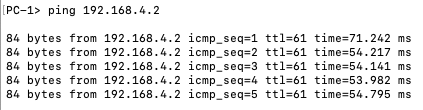 [PC-1> ping 192.168.4.2
84 bytes from 192.168.4.2 icmp_seq=1 ttl=61 time=71.242 ms
84 bytes from 192.168.4.2 icmp_seq=2 ttl=61 time=54.217 ms
84 bytes from 192.168.4.2 icmp_seq=3 ttl=61 time=54.141 ms
84 bytes from 192.168.4.2 icmp_seq=4 ttl=61 time=53.982 ms
84 bytes from 192.168.4.2 icmp_seq=5 ttl=61 time=54.795 ms